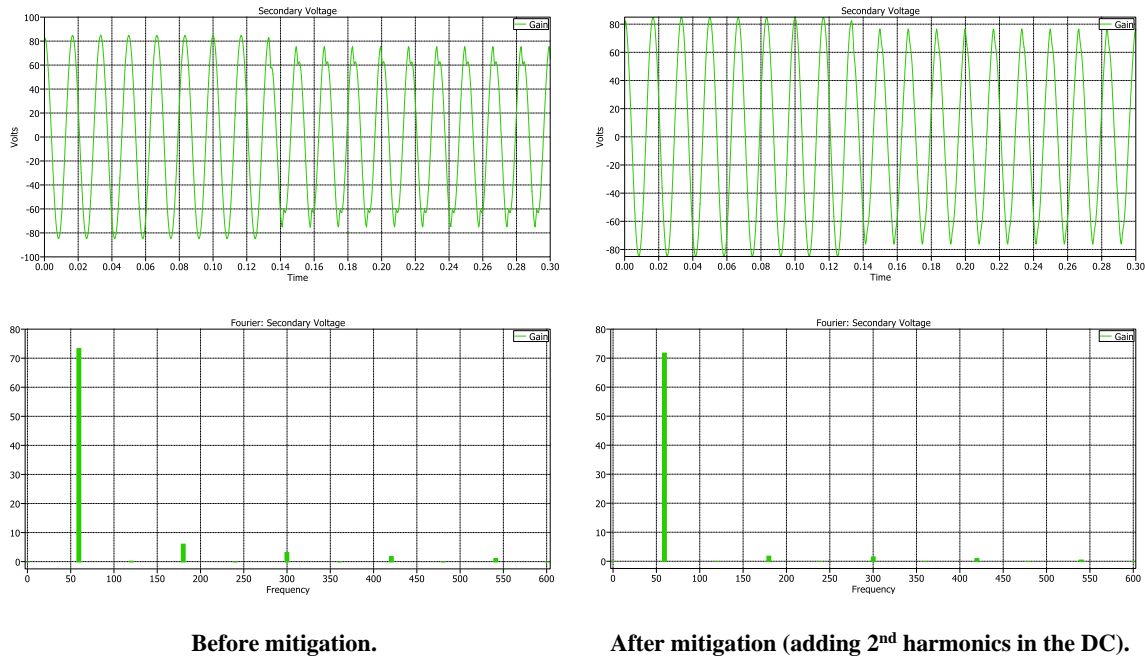 Secondary Voltage
Gain
100
80
60
40
20
0
-20
-40
-60
-80
-100
Volts
0.00 0.02 0.04 0.06 0.08 0.10 0.12 0.14 0.16 0.18 0.20 0.22 0.24 0.26 0.28 0.30
Time
Secondary Voltage
Gain
80
60
40
20
0
-20
-40
-60
-80
Volts
0.00 0.02 0.04 0.06 0.08 0.10 0.12 0.14 0.16 0.18 0.20 0.22 0.24 0.26 0.28 0.30
Time
Fourier: Secondary Voltage
Gain
80
70
60
50
40
30
20
10
0
0 50 100 150 200 250 300 350 400 450 500 550 600
Frequency
Fourier: Secondary Voltage
Gain
80
70
60
50
40
30
20
10
0
0 50 100 150 200 250 300 350 400 450 500 550 600
Frequency
Before mitigation.
After mitigation (adding 2nd harmonics in the DC).